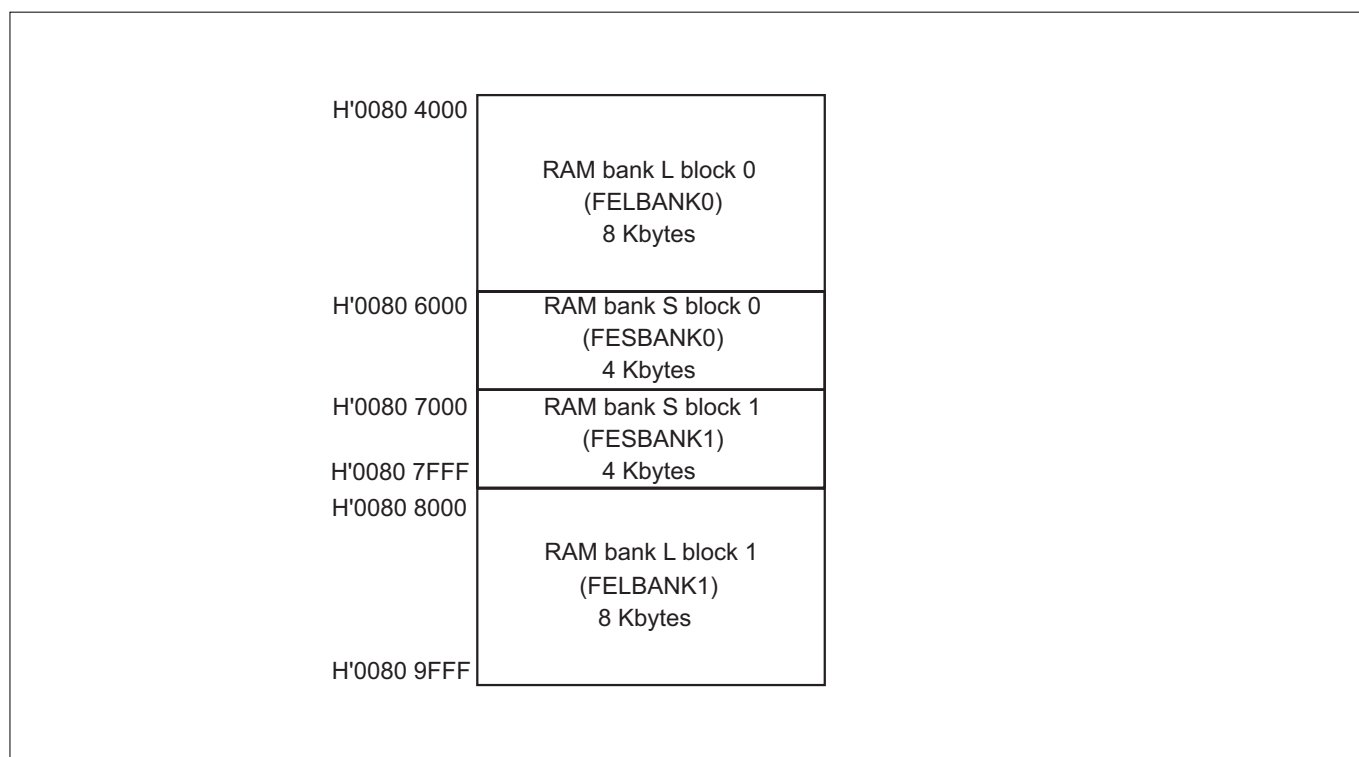 H'0080 4000
RAM bank L block 0
(FELBANK0)
8 Kbytes
H'0080 6000
RAM bank S block 0
(FESBANK0)
4 Kbytes
H'0080 7000
RAM bank S block 1
(FESBANK1)
H'0080 7FFF
4 Kbytes
H'0080 8000
RAM bank L block 1
(FELBANK1)
8 Kbytes
H'0080 9FFF